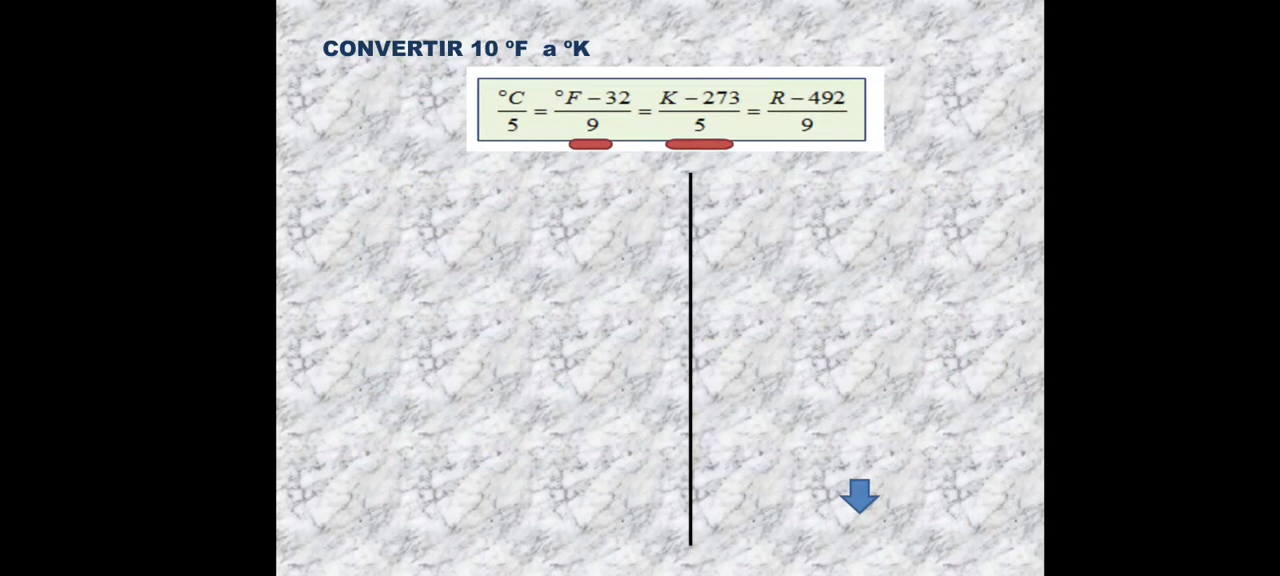 CONVERTIR 10 ºF a ºK
°C/5 = °F − 32/9 = K − 273/5 = R − 492/9